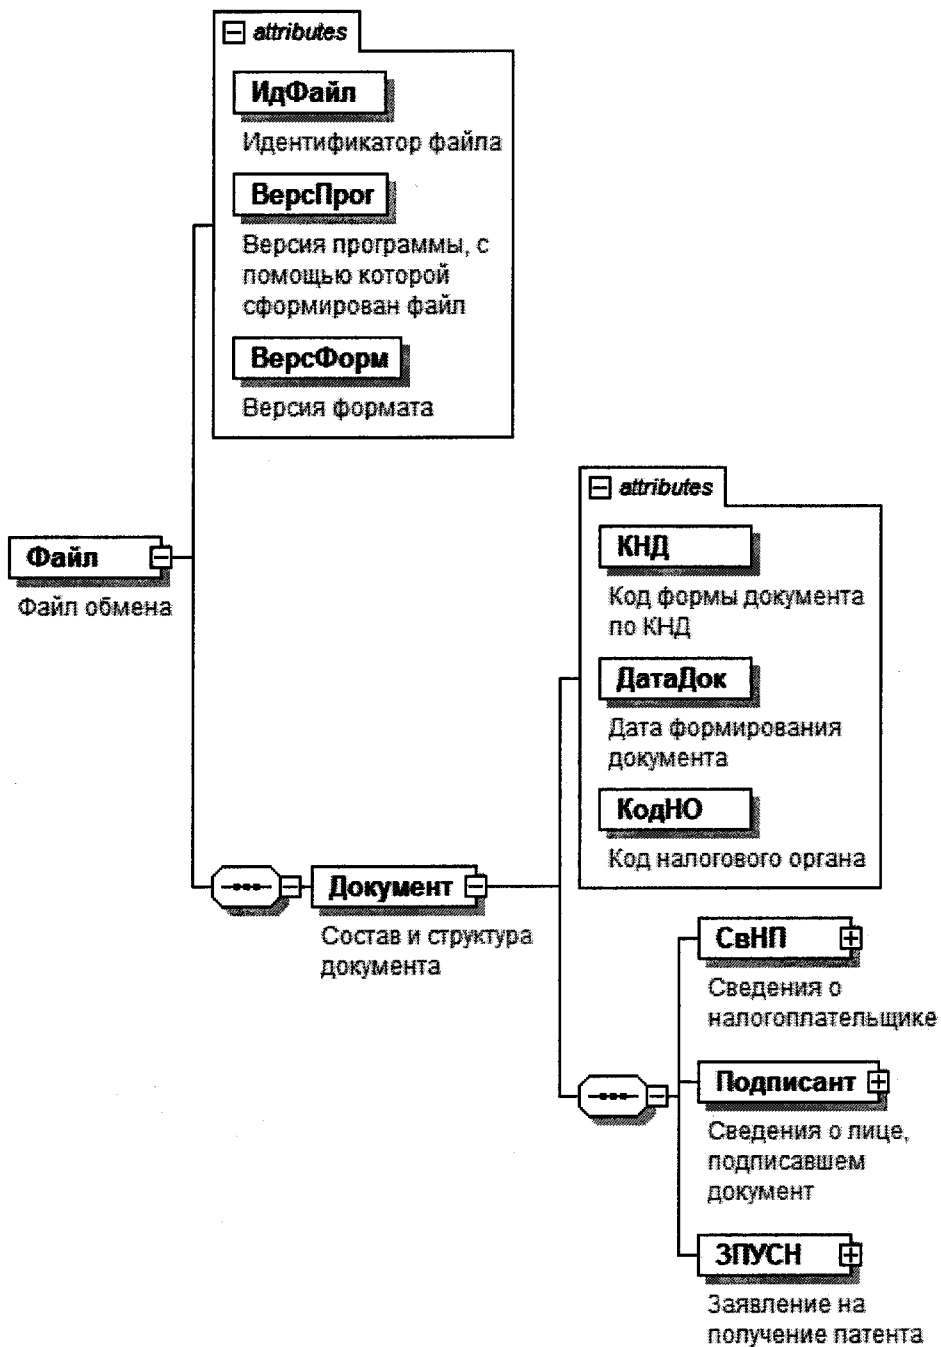 attributes
ИдФайл
Идентификатор файла
ВерсПрог
Версия программы, с
помощью которой
сформирован файл
ВерсФорм
Версия формата
Файл
Файл обмена
attributes
КНД
Код формы документа
по КНД
ДатаДок
Дата формирования
документа
КодНО
Код налогового органа
Документ
Состав и структура
документа
СвНП
Сведения о
налогоплательщике
Подписант
Сведения о лице,
подписавшем
документ
ЗПУСН
Заявление на
получение патента